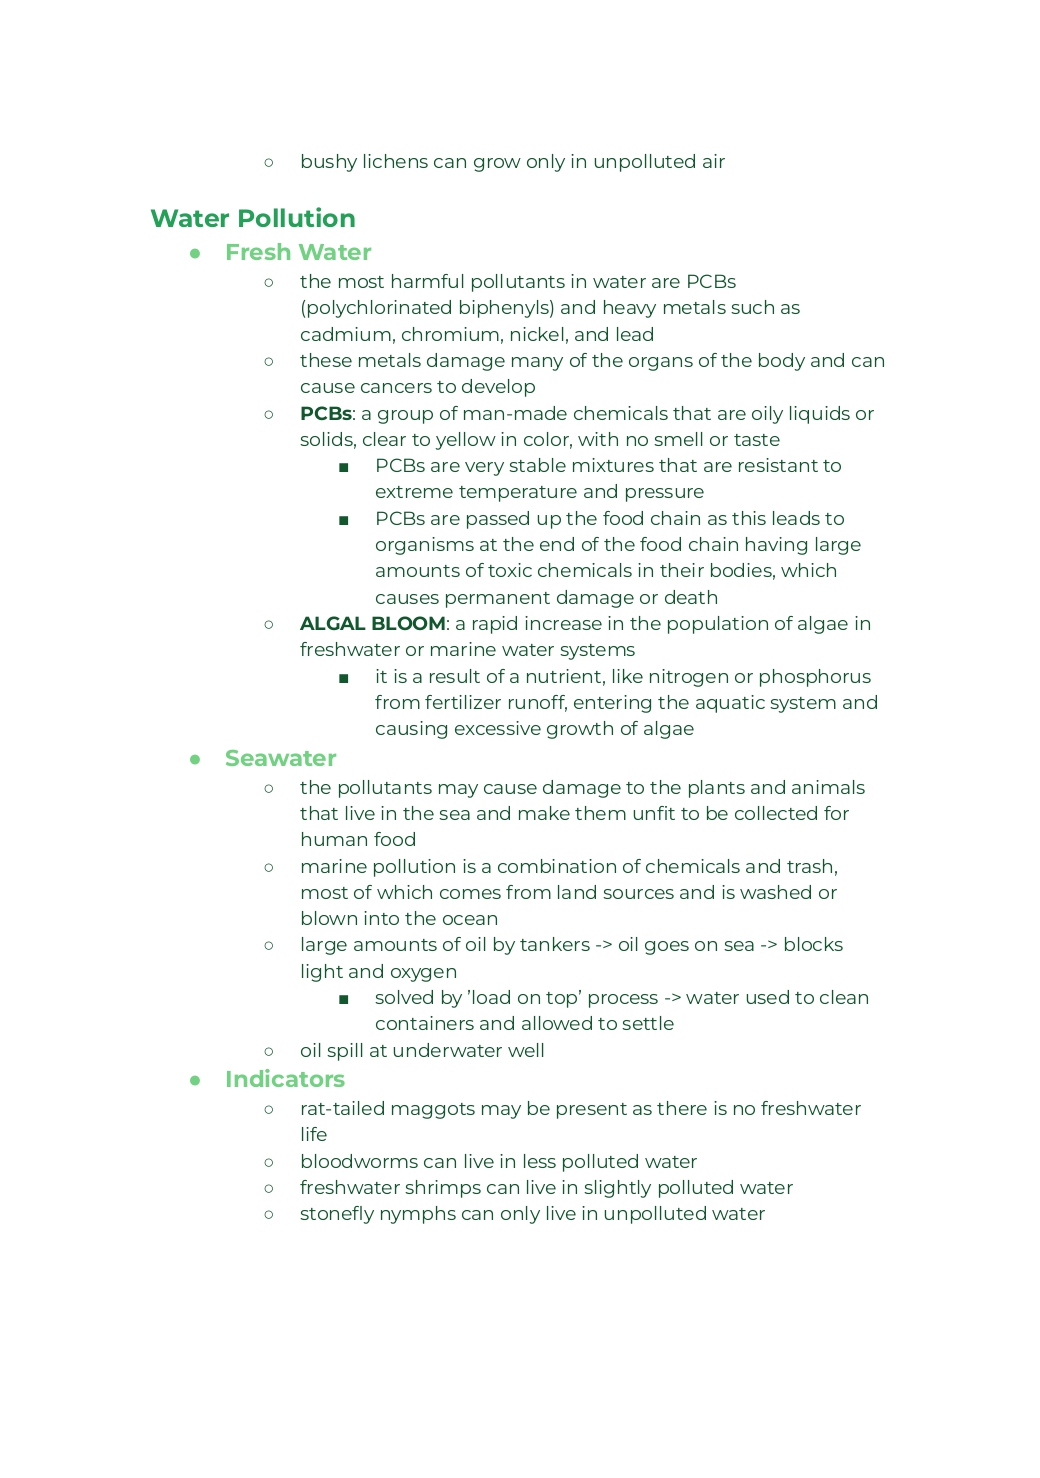 ○ bushy lichens can grow only in unpolluted air
Water Pollution
● Fresh Water
○ the most harmful pollutants in water are PCBs
(polychlorinated biphenyls) and heavy metals such as
cadmium, chromium, nickel, and lead
○ these metals damage many of the organs of the body and can
cause cancers to develop
○ PCBs: a group of man-made chemicals that are oily liquids or
solids, clear to yellow in color, with no smell or taste
■ PCBs are very stable mixtures that are resistant to
extreme temperature and pressure
■ PCBs are passed up the food chain as this leads to
organisms at the end of the food chain having large
amounts of toxic chemicals in their bodies, which
causes permanent damage or death
○ ALGAL BLOOM: a rapid increase in the population of algae in
freshwater or marine water systems
■ it is a result of a nutrient, like nitrogen or phosphorus
from fertilizer runoff, entering the aquatic system and
causing excessive growth of algae
● Seawater
○ the pollutants may cause damage to the plants and animals
that live in the sea and make them unfit to be collected for
human food
○ marine pollution is a combination of chemicals and trash,
most of which comes from land sources and is washed or
blown into the ocean
○ large amounts of oil by tankers -> oil goes on sea -> blocks
light and oxygen
■ solved by ’load on top’ process -> water used to clean
containers and allowed to settle
○ oil spill at underwater well
● Indicators
○ rat-tailed maggots may be present as there is no freshwater
life
○ bloodworms can live in less polluted water
○ freshwater shrimps can live in slightly polluted water
○ stonefly nymphs can only live in unpolluted water